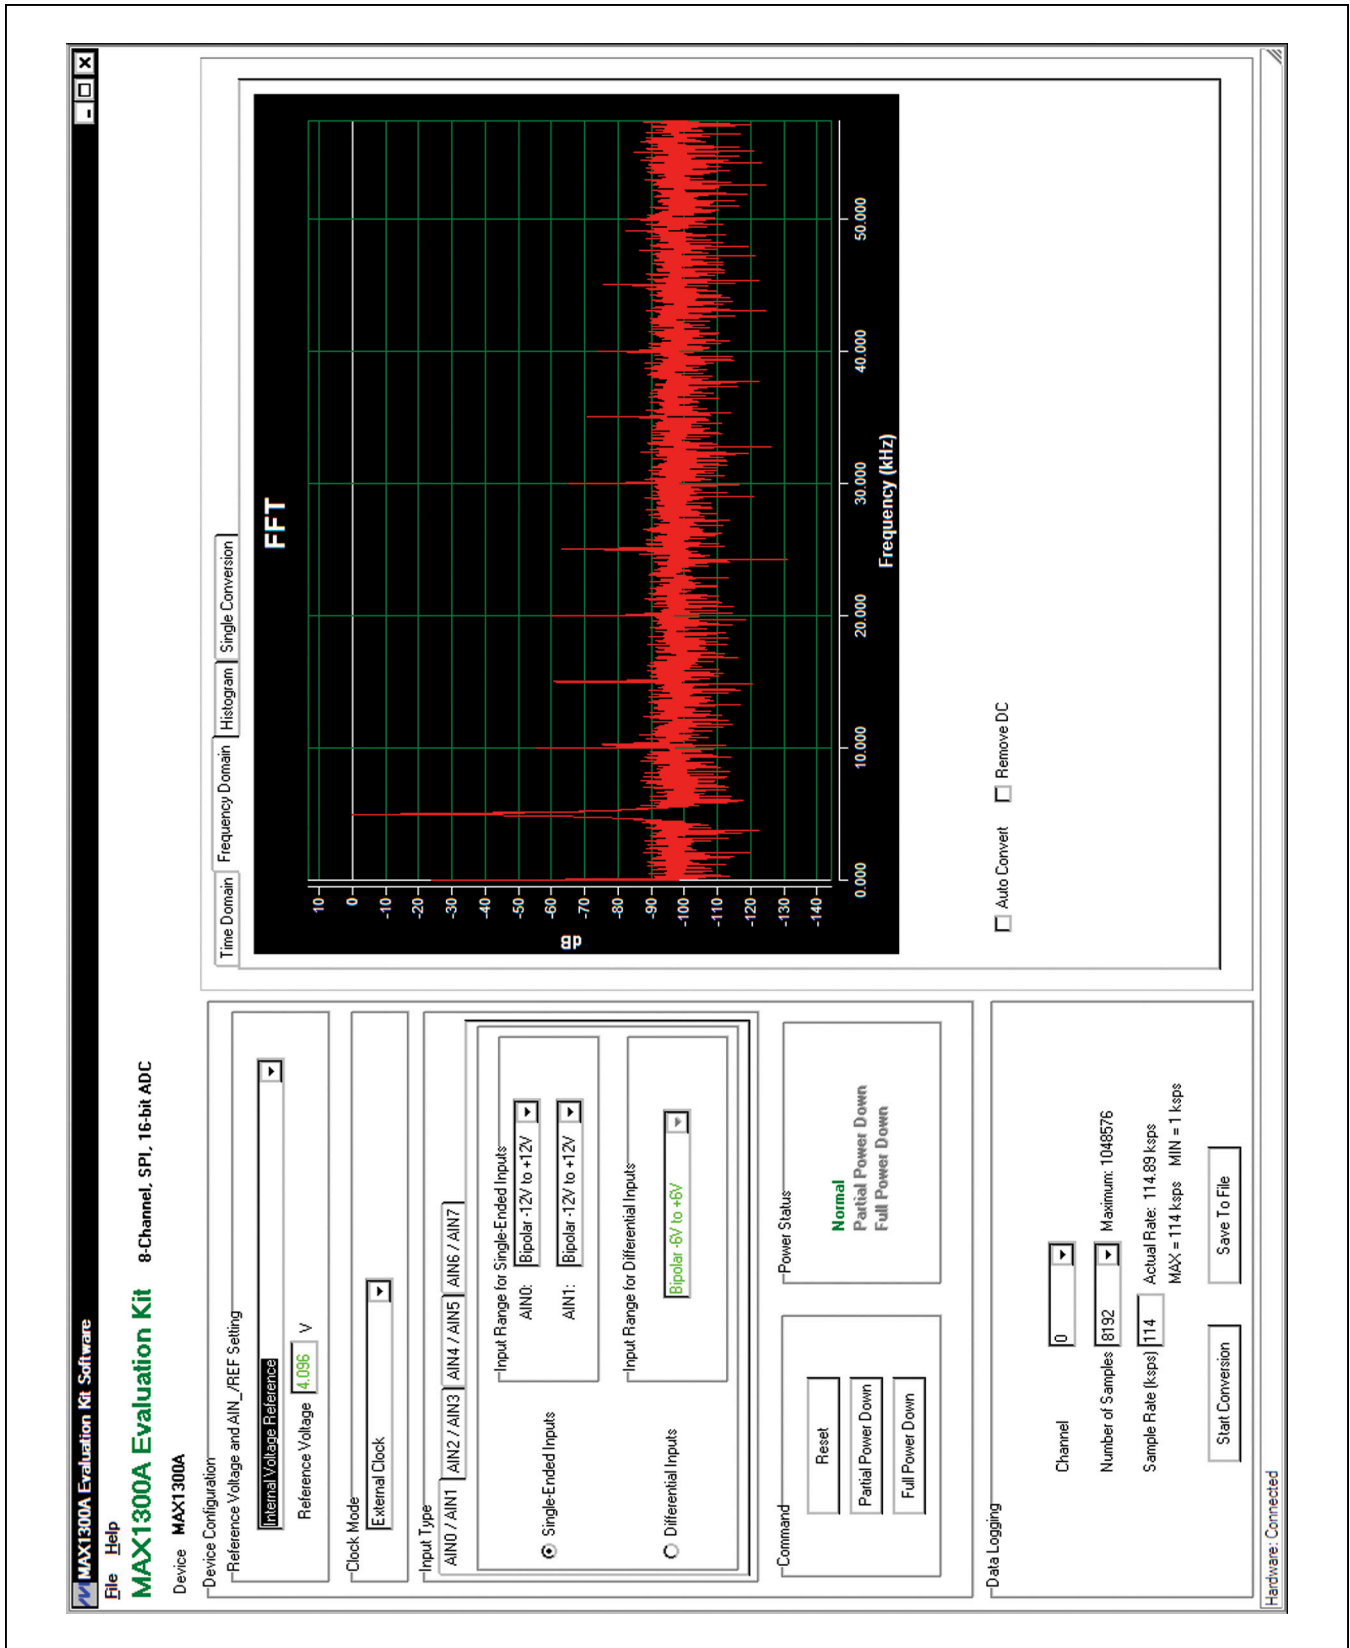 MAX1300A Evaluation Kit Software
File Help
MAX1300A Evaluation Kit 8-Channel, SPI, 16-bit ADC
Device MAX1300A
Device Configuration
Reference Voltage and AIN_/REF Setting
Internal Voltage Reference
Reference Voltage 4.096 V
Clock Mode
External Clock
Input Type
AIN0 / AIN1 AIN2 / AIN3 AIN4 / AIN5 AIN6 / AIN7
Single-Ended Inputs
Input Range for Single-Ended Inputs
AIN0: Bipolar -12V to +12V
AIN1: Bipolar -12V to +12V
Differential Inputs
Input Range for Differential Inputs
Bipolar -6V to +6V
Command
Reset
Partial Power Down
Full Power Down
Power Status
Normal
Partial Power Down
Full Power Down
Data Logging
Channel 0
Number of Samples 8192 Maximum: 1048576
Sample Rate (ksps) 114 Actual Rate: 114.89 ksps
MAX = 114 ksps MIN = 1 ksps
Start Conversion Save To File
Time Domain Frequency Domain Histogram Single Conversion
FFT
10
0
-10
-20
-30
-40
-50
-60
-70
-80
-90
-100
-110
-120
-130
-140
dB
0.000 10.000 20.000 30.000 40.000 50.000
Frequency (kHz)
Auto Convert Remove DC
Hardware: Connected